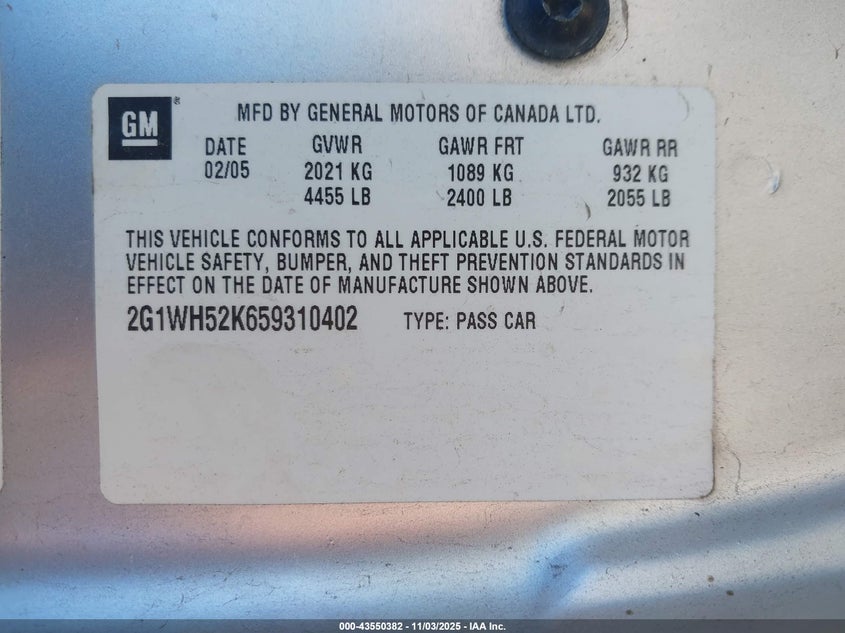 GM ® MFD BY GENERAL MOTORS OF CANADA LTD.
DATE GVWR GAWR FRT GAWR RR
02/05 2021 KG 1089 KG 932 KG
4455 LB 2400 LB 2055 LB
THIS VEHICLE CONFORMS TO ALL APPLICABLE U.S. FEDERAL MOTOR
VEHICLE SAFETY, BUMPER, AND THEFT PREVENTION STANDARDS IN
EFFECT ON THE DATE OF MANUFACTURE SHOWN ABOVE.
2G1WH52K659310402 TYPE: PASS CAR
000-43550382 - 11/03/2025 - IAA Inc.